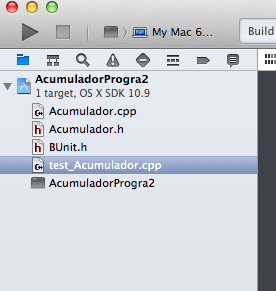 My Mac 6...
Build
AcumuladorProgra2
1 target, OS X SDK 10.9
Acumulador.cpp
Acumulador.h
BUnit.h
test_Acumulador.cpp
AcumuladorProgra2